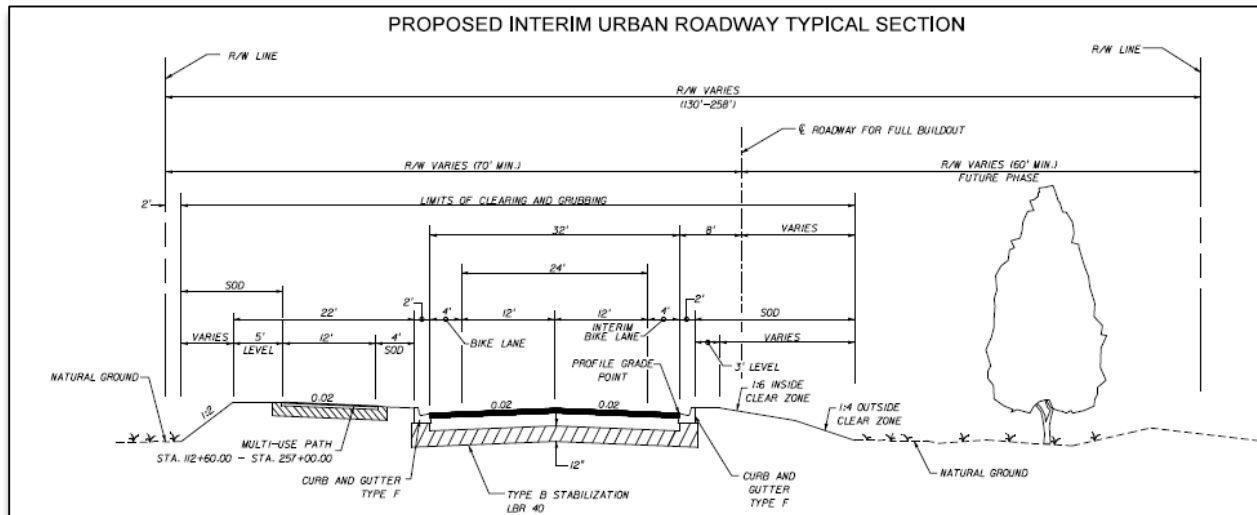 PROPOSED INTERIM URBAN ROADWAY TYPICAL SECTION
R/W LINE
R/W LINE
R/W VARIES
(130'-258')
℄ ROADWAY FOR FULL BUILDOUT
R/W VARIES (70' MIN.)
R/W VARIES (60' MIN.)
FUTURE PHASE
2'
LIMITS OF CLEARING AND GRUBBING
32'
8'
VARIES
24'
SOD
2'
2'
22'
4'
12'
12'
4'
SOD
INTERIM
BIKE LANE
BIKE LANE
VARIES
5'
LEVEL
12'
4'
SOD
VARIES
3' LEVEL
PROFILE GRADE
POINT
NATURAL GROUND
1:2
0.02
0.02
0.02
1:6 INSIDE
CLEAR ZONE
1:4 OUTSIDE
CLEAR ZONE
MULTI-USE PATH
STA. 112+60.00 - STA. 257+00.00
12"
CURB AND GUTTER
TYPE F
TYPE B STABILIZATION
LBR 40
CURB AND
GUTTER
TYPE F
NATURAL GROUND